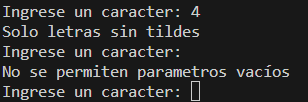 Ingrese un caracter: 4
Solo letras sin tildes
Ingrese un caracter:
No se permiten parametros vacíos
Ingrese un caracter: